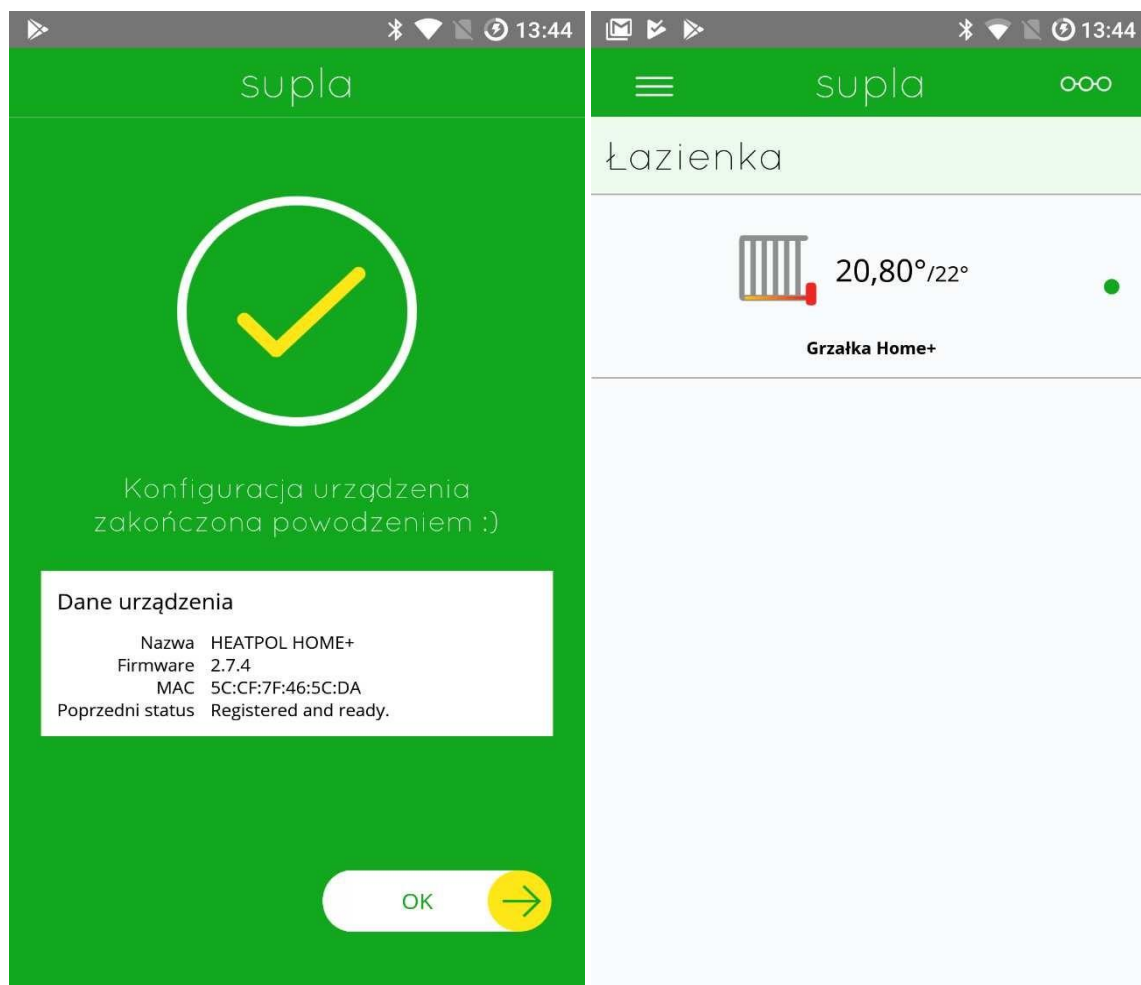 13:44
supla
Konfiguracja urządzenia
zakończona powodzeniem :)
Dane urządzenia
Nazwa HEATPOL HOME+
Firmware 2.7.4
MAC 5C:CF:7F:46:5C:DA
Poprzedni status Registered and ready.
OK
13:44
supla
Łazienka
20,80°/22°
Grzałka Home+